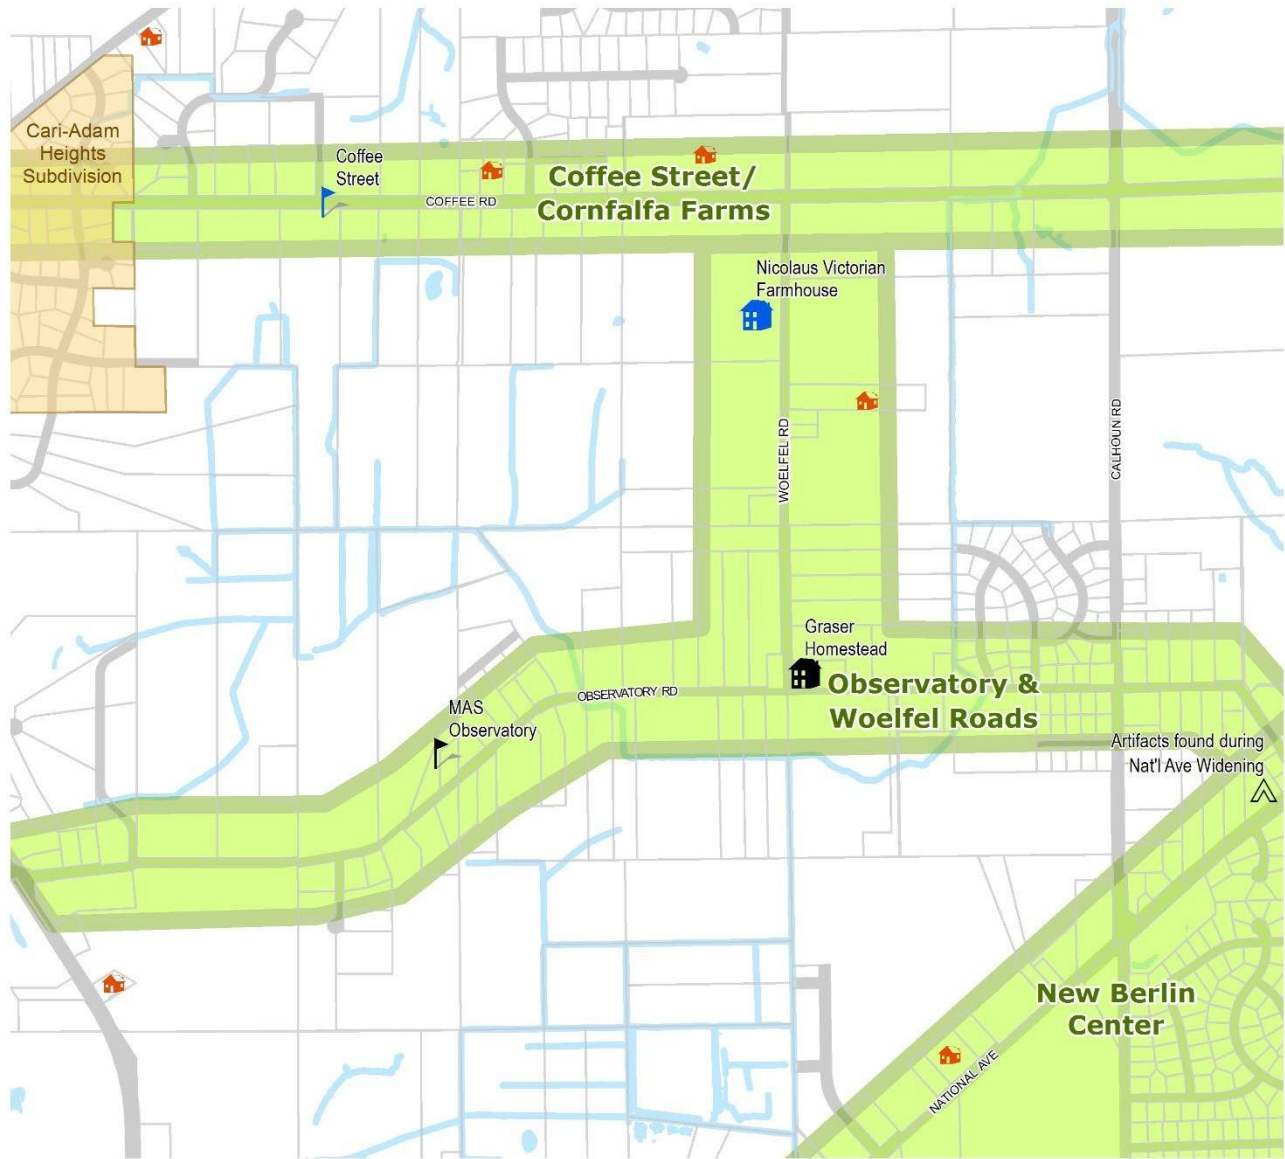 Cari-Adam
Heights
Subdivision
Coffee
Street
COFFEE RD
Coffee Street/
Cornfalfa Farms
Nicolaus Victorian
Farmhouse
WOELFEL RD
CALHOUN RD
Graser
Homestead
OBSERVATORY RD
Observatory &
Woelfel Roads
MAS
Observatory
Artifacts found during
Nat'l Ave Widening
New Berlin
Center
NATIONAL AVE